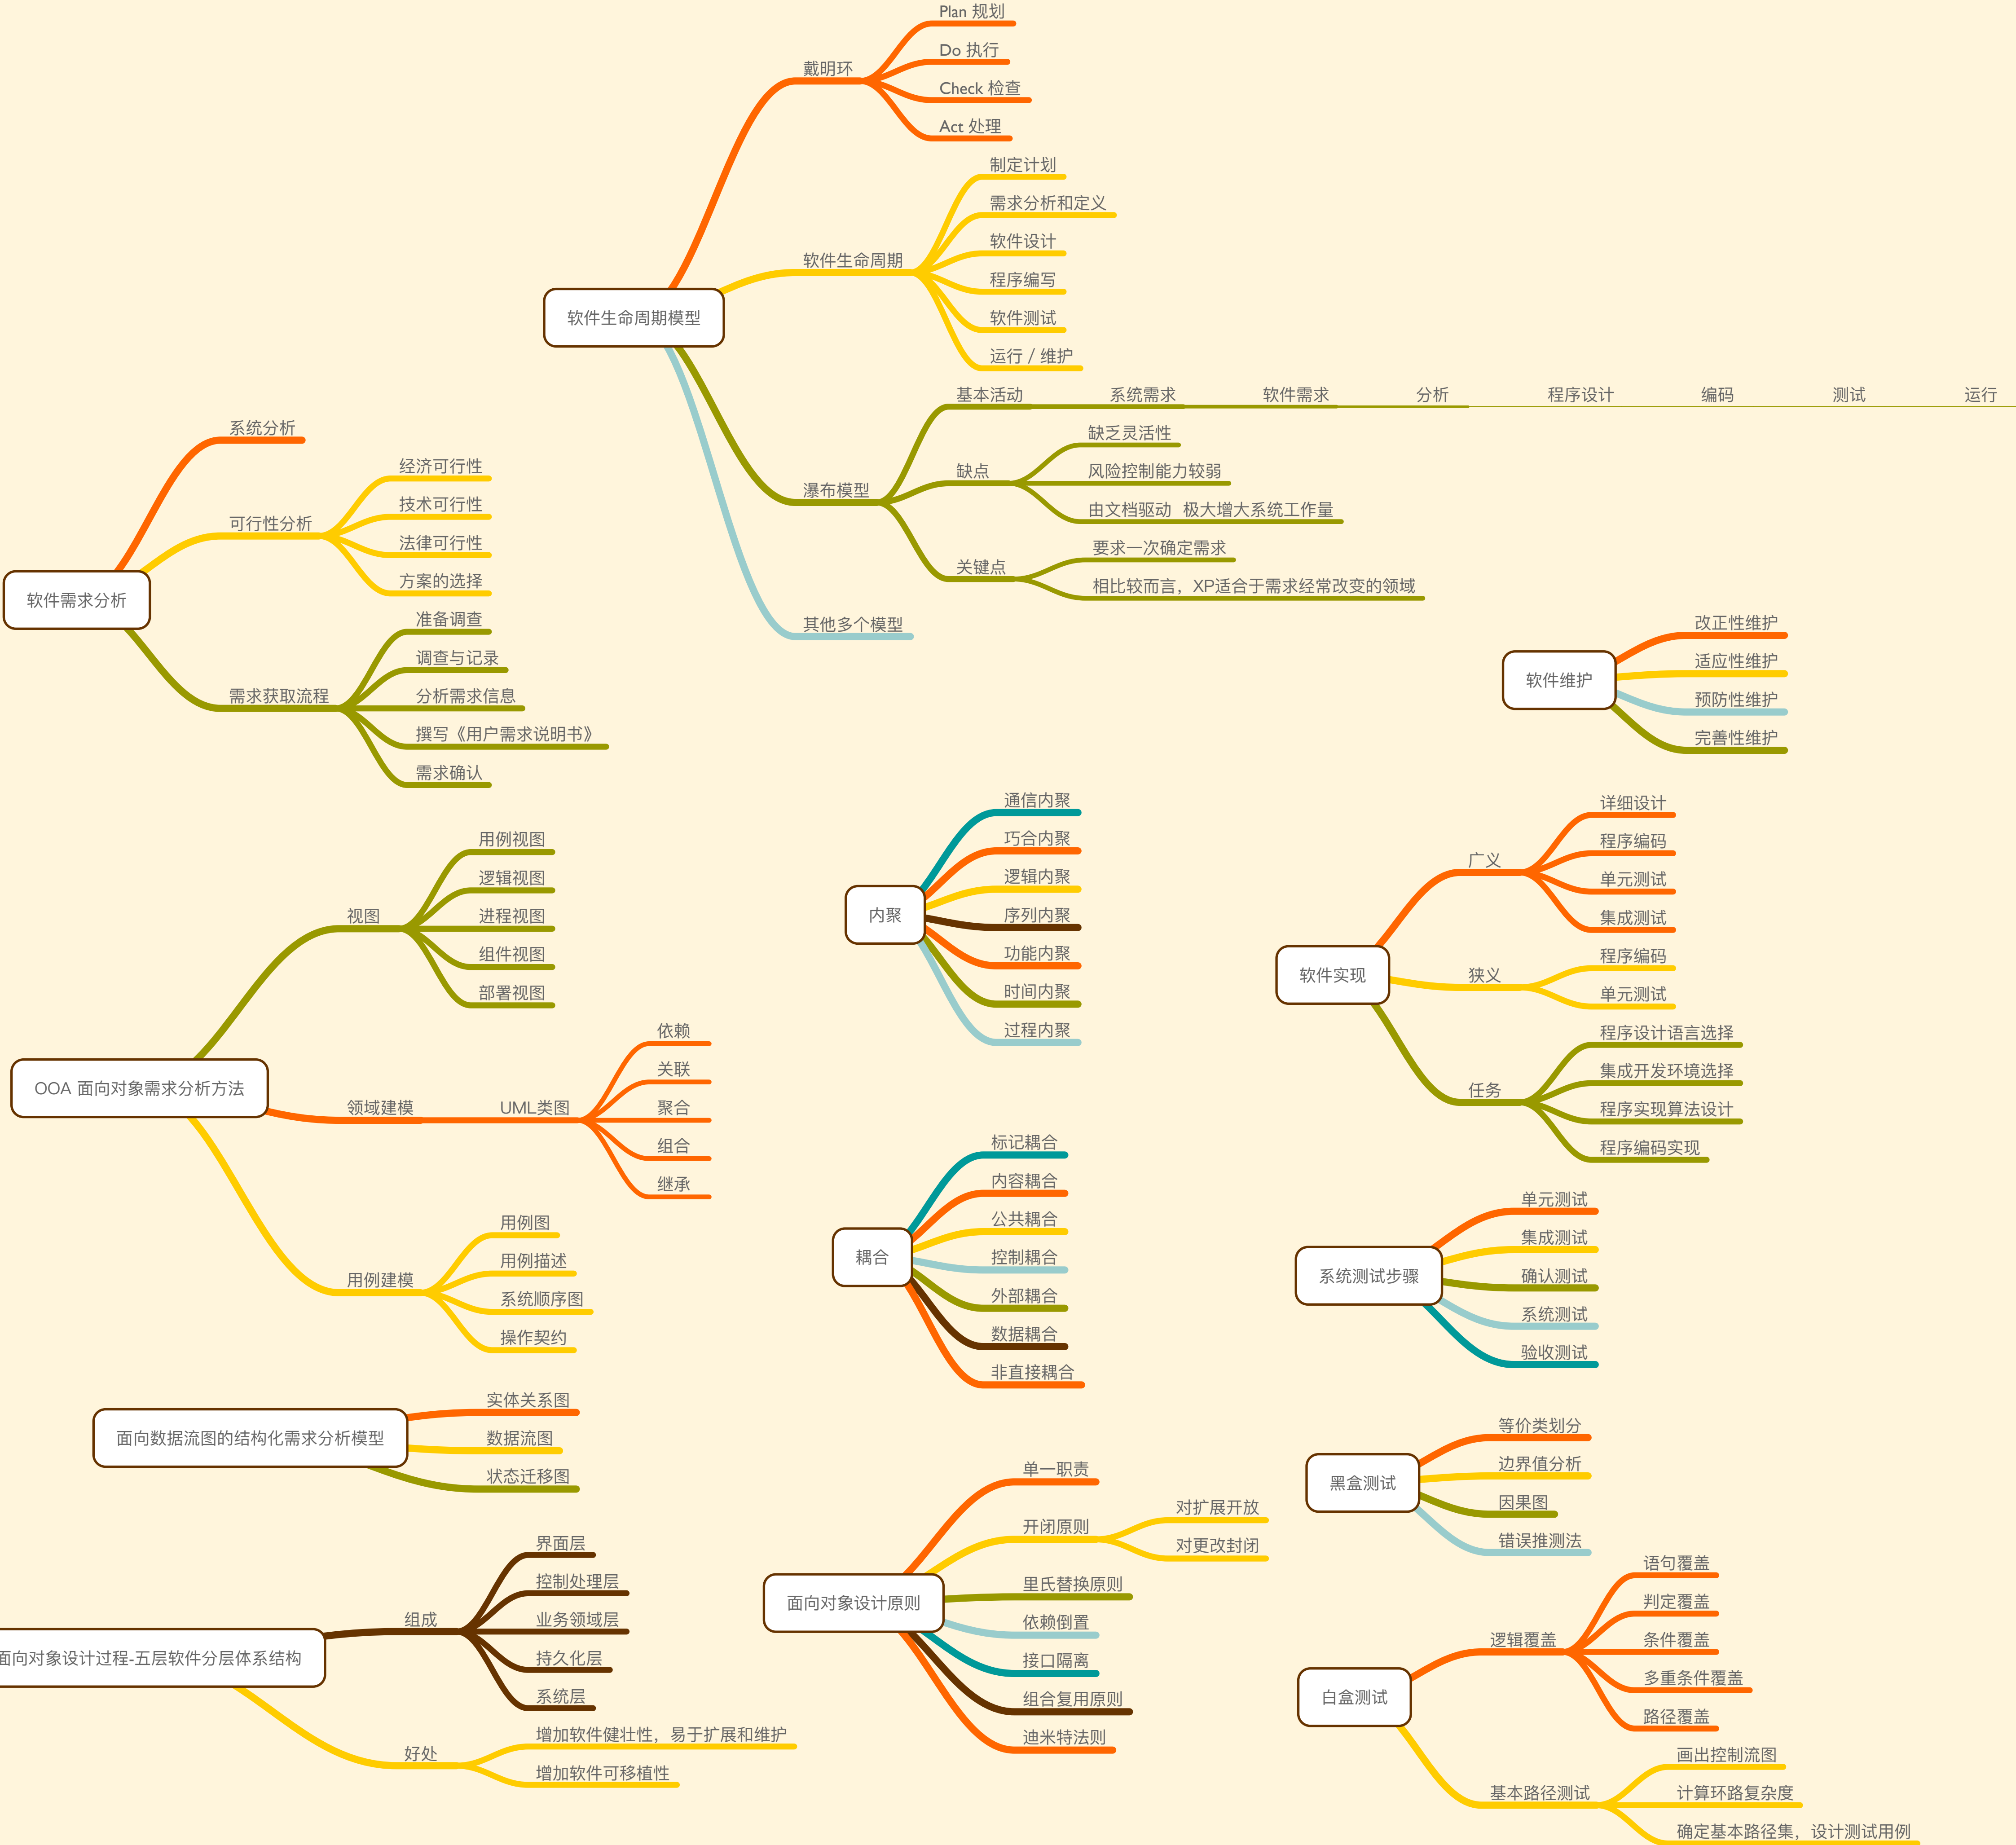 软件生命周期模型
戴明环
Plan 规划
Do 执行
Check 检查
Act 处理
软件生命周期
制定计划
需求分析和定义
软件设计
程序编写
软件测试
运行 / 维护
瀑布模型
基本活动
系统需求
软件需求
分析
程序设计
编码
测试
运行
缺点
缺乏灵活性
风险控制能力较弱
由文档驱动 极大增大系统工作量
关键点
要求一次确定需求
相比较而言，XP适合于需求经常改变的领域
其他多个模型
软件需求分析
系统分析
可行性分析
经济可行性
技术可行性
法律可行性
方案的选择
需求获取流程
准备调查
调查与记录
分析需求信息
撰写《用户需求说明书》
需求确认
软件维护
改正性维护
适应性维护
预防性维护
完善性维护
OOA 面向对象需求分析方法
视图
用例视图
逻辑视图
进程视图
组件视图
部署视图
领域建模
UML类图
依赖
关联
聚合
组合
继承
用例建模
用例图
用例描述
系统顺序图
操作契约
内聚
通信内聚
巧合内聚
逻辑内聚
序列内聚
功能内聚
时间内聚
过程内聚
软件实现
广义
详细设计
程序编码
单元测试
集成测试
狭义
程序编码
单元测试
任务
程序设计语言选择
集成开发环境选择
程序实现算法设计
程序编码实现
耦合
标记耦合
内容耦合
公共耦合
控制耦合
外部耦合
数据耦合
非直接耦合
系统测试步骤
单元测试
集成测试
确认测试
系统测试
验收测试
面向数据流图的结构化需求分析模型
实体关系图
数据流图
状态迁移图
黑盒测试
等价类划分
边界值分析
因果图
错误推测法
面向对象设计过程-五层软件分层体系结构
组成
界面层
控制处理层
业务领域层
持久化层
系统层
好处
增加软件健壮性，易于扩展和维护
增加软件可移植性
面向对象设计原则
单一职责
开闭原则
对扩展开放
对更改封闭
里氏替换原则
依赖倒置
接口隔离
组合复用原则
迪米特法则
白盒测试
逻辑覆盖
语句覆盖
判定覆盖
条件覆盖
多重条件覆盖
路径覆盖
基本路径测试
画出控制流图
计算环路复杂度
确定基本路径集，设计测试用例